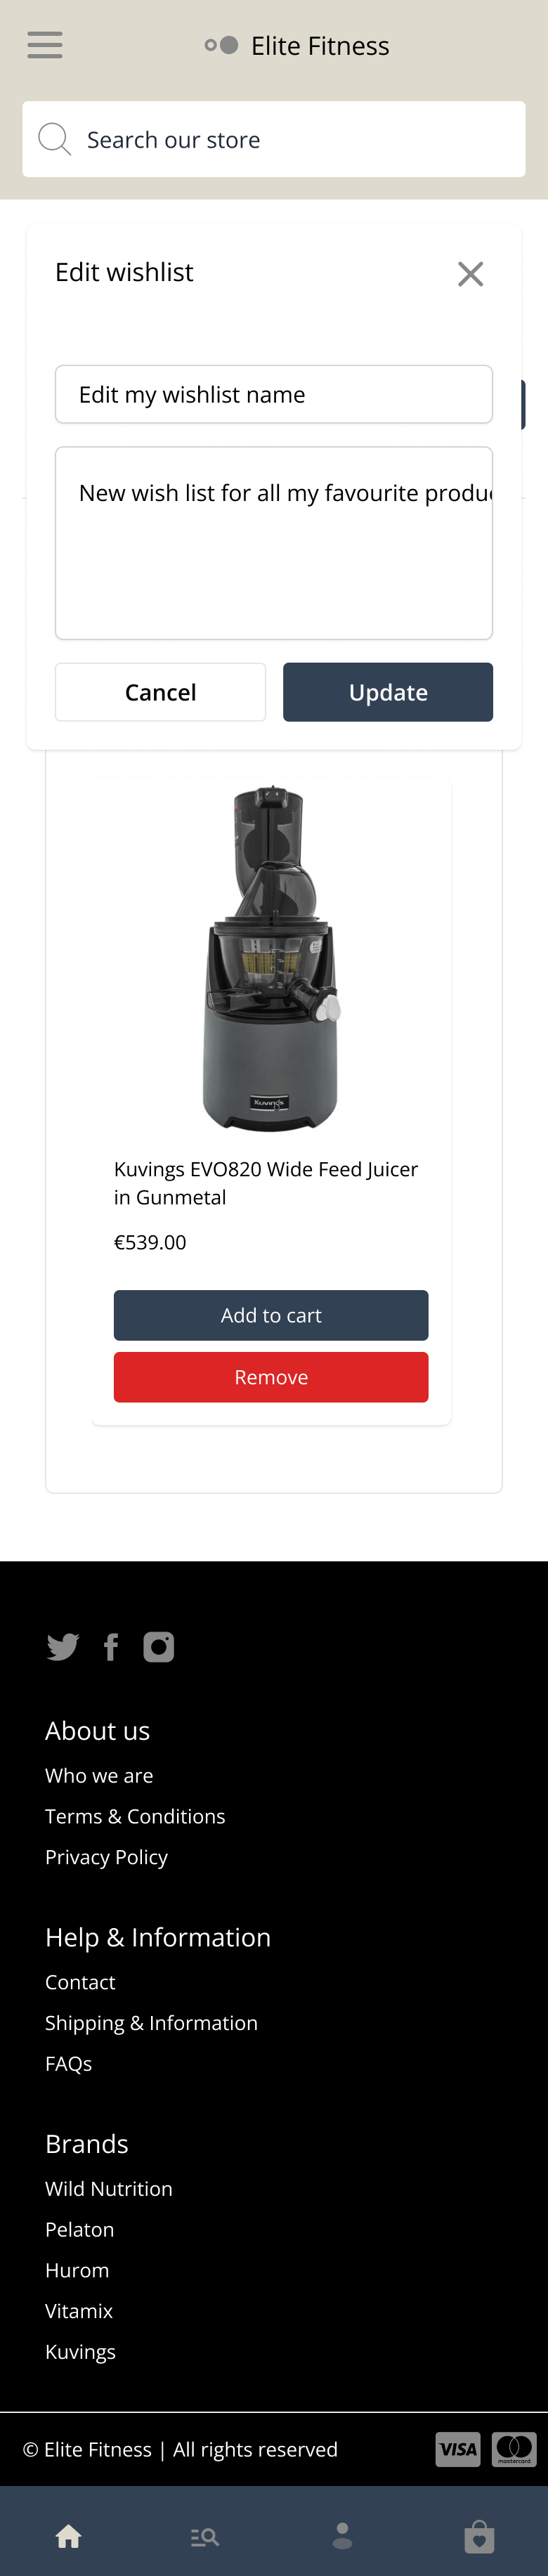 Elite Fitness
Search our store
Edit wishlist
Edit my wishlist name
New wish list for all my favourite produc
Cancel
Update
Kuvings
Kuvings EVO820 Wide Feed Juicer
in Gunmetal
€539.00
Add to cart
Remove
About us
Who we are
Terms & Conditions
Privacy Policy
Help & Information
Contact
Shipping & Information
FAQs
Brands
Wild Nutrition
Pelaton
Hurom
Vitamix
Kuvings
© Elite Fitness | All rights reserved
VISA
mastercard